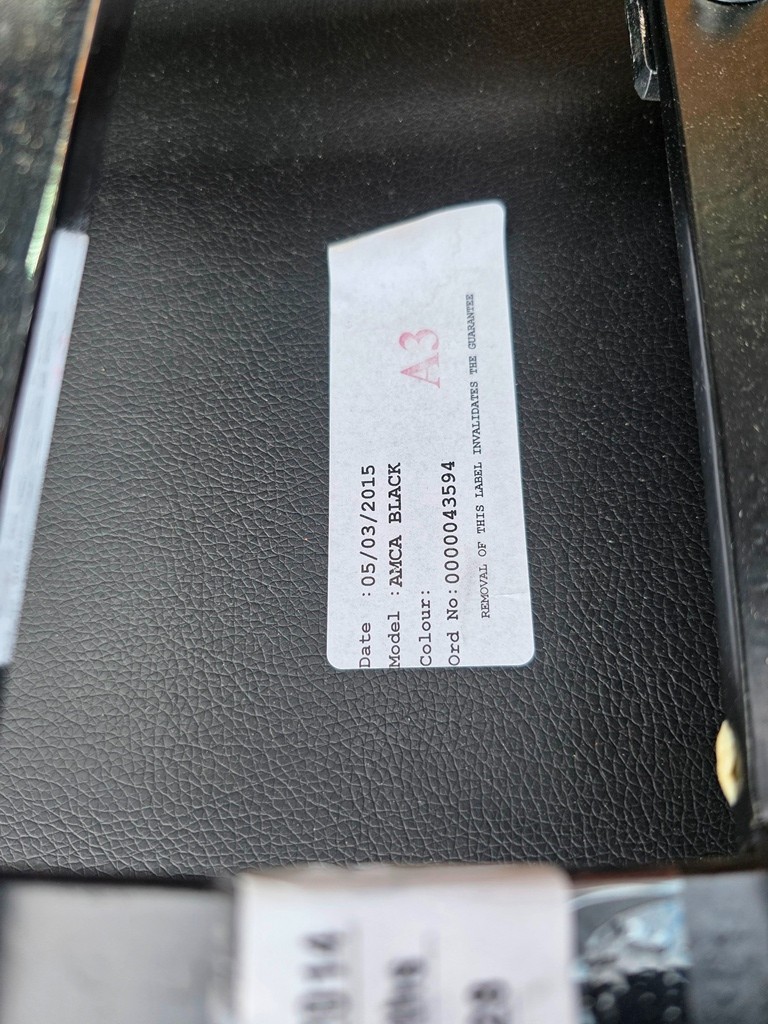 A3
Date :05/03/2015
Model :AMCA BLACK
Colour:
Ord No:0000043594
REMOVAL OF THIS LABEL INVALIDATES THE GUARANTEE